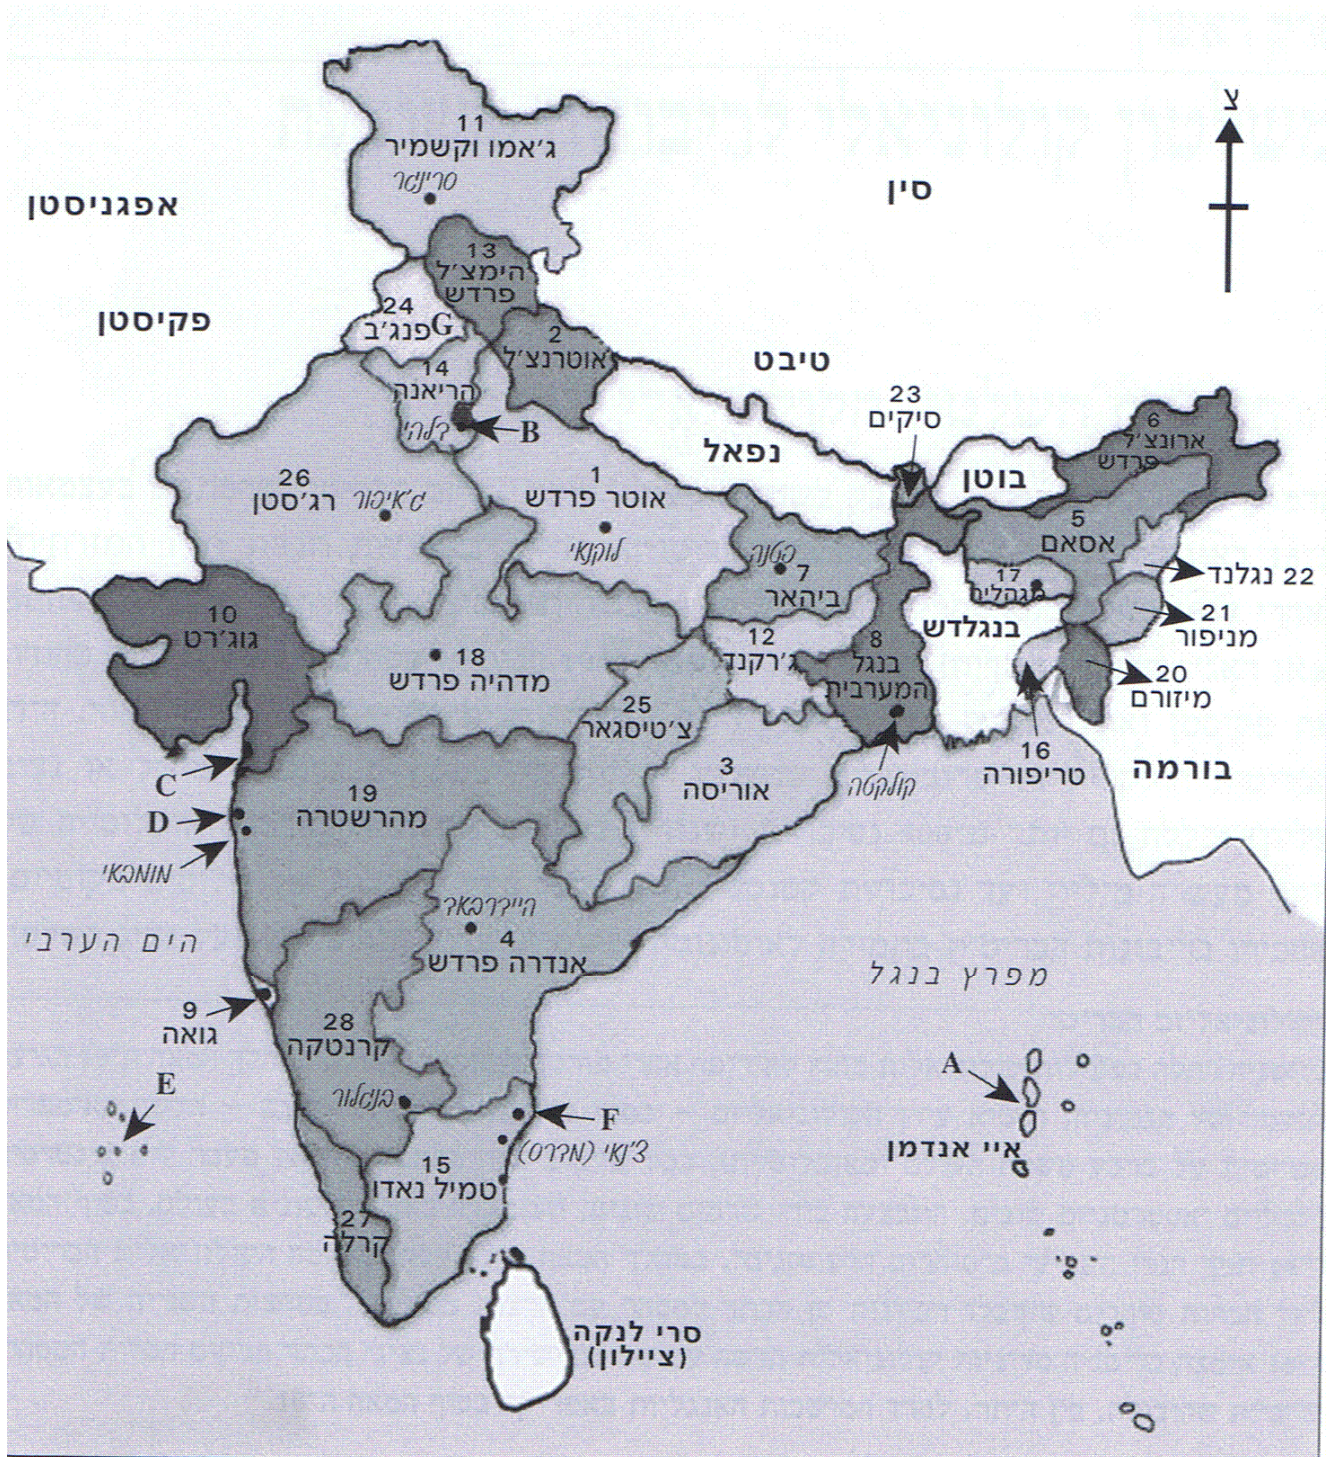 צ
11
ג'אמו וקשמיר
סרינגר
סין
אפגניסטן
13
הימצ'ל
פרדש
24
G
פנג'ב
פקיסטן
2
אוטרנצ'ל
טיבט
14
הריאנה
דלהי
B
23
סיקים
נפאל
בוטן
6
ארונצ'ל
פרדש
26
רג'סטן
ג'איפור
1
אוטר פרדש
לוקנאי
5
אסאם
פטנה
7
ביהאר
17
מגהליה
22 נגלנד
21
מניפור
20
מיזורם
בנגלדש
10
גוג'רט
12
ג'רקנד
8
בנגל
המערבית
18
מדהיה פרדש
25
צ'טיסגאר
16
טריפורה
בורמה
3
אוריסה
קולקטה
C
D
19
מהרשטרה
מומבאי
היידרבאד
4
אנדרה פרדש
הים הערבי
מפרץ בנגל
9
גואה
28
קרנטקה
בנגלור
E
A
איי אנדמן
F
צ'נאי (מדרס)
15
טמיל נאדו
27
קרלה
סרי לנקה
(ציילון)